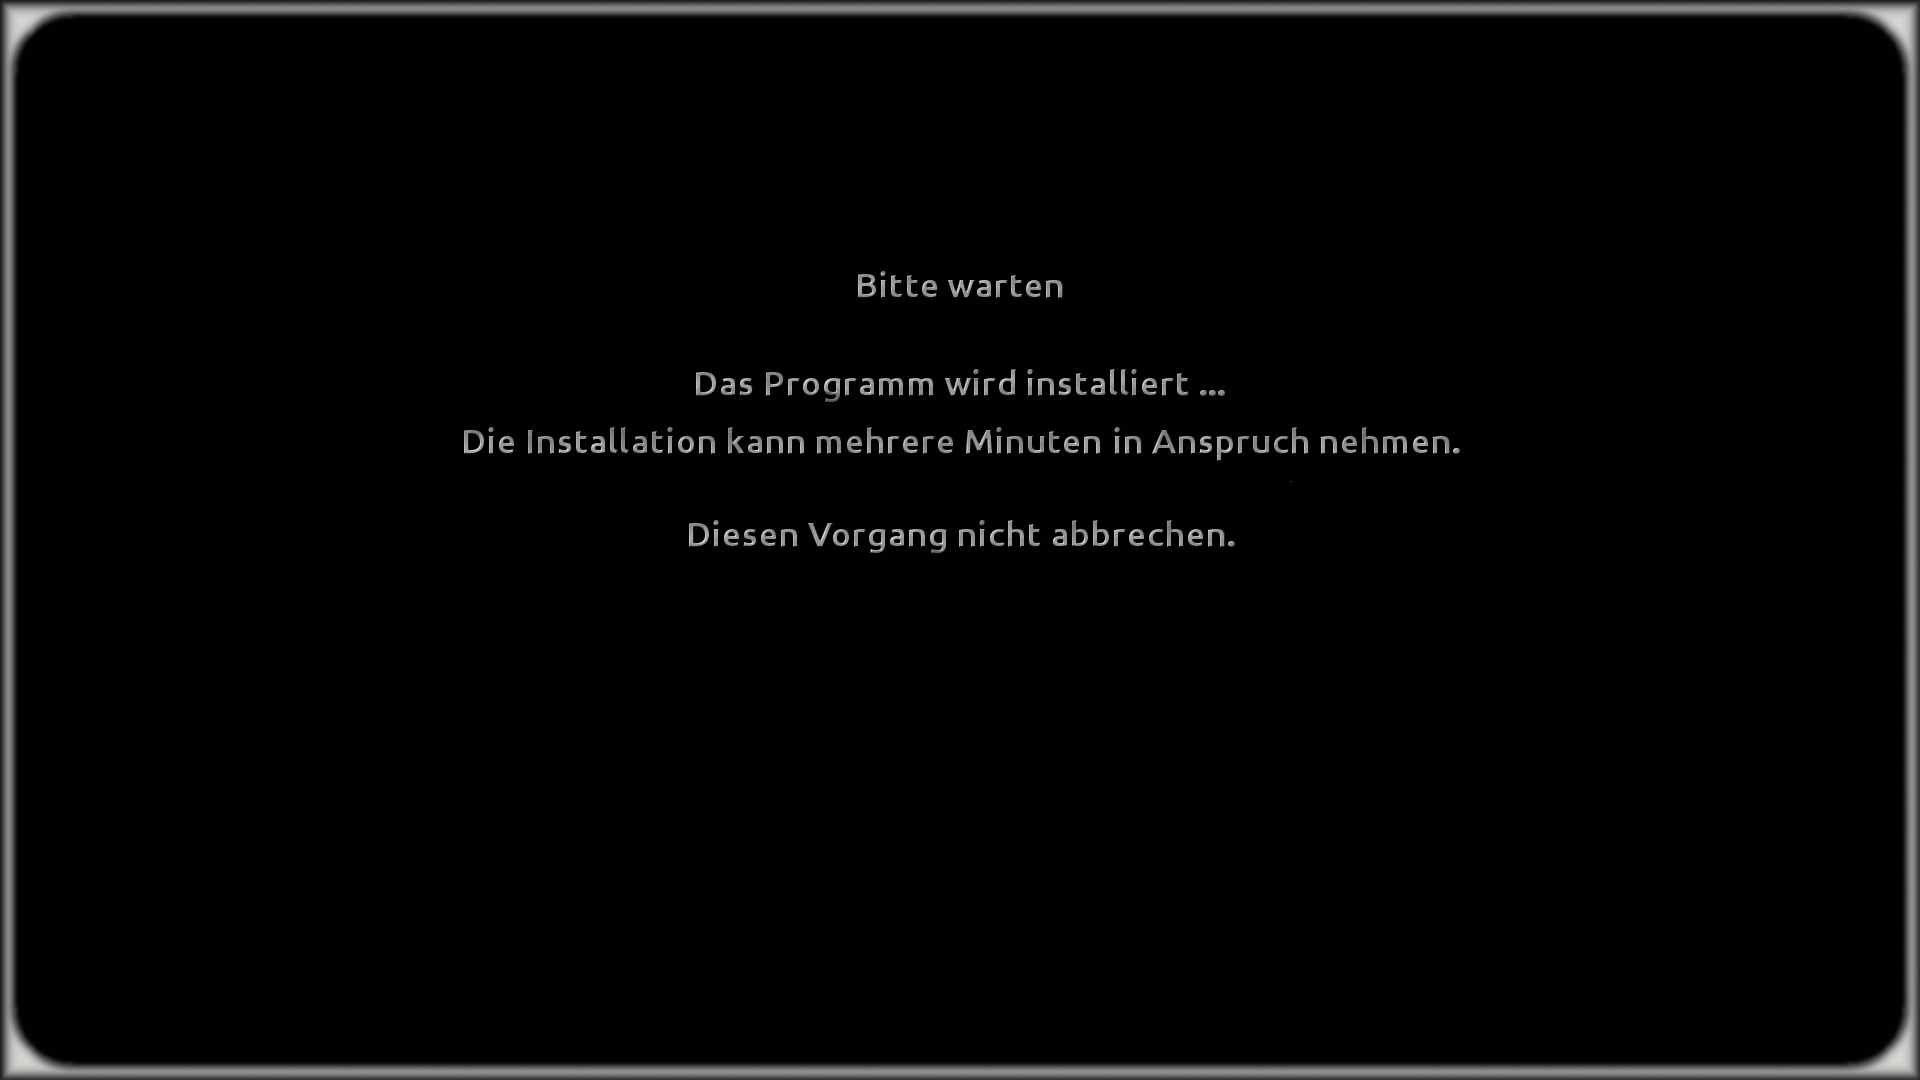 Bitte warten
Das Programm wird installiert ...
Die Installation kann mehrere Minuten in Anspruch nehmen.
Diesen Vorgang nicht abbrechen.